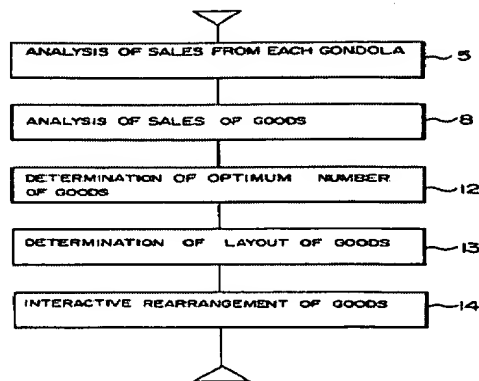 ANALYSIS OF SALES FROM EACH GONDOLA
5
ANALYSIS OF SALES OF GOODS
8
DETERMINATION OF OPTIMUM NUMBER
OF GOODS
12
DETERMINATION OF LAYOUT OF GOODS
13
INTERACTIVE REARRANGEMENT OF GOODS
14